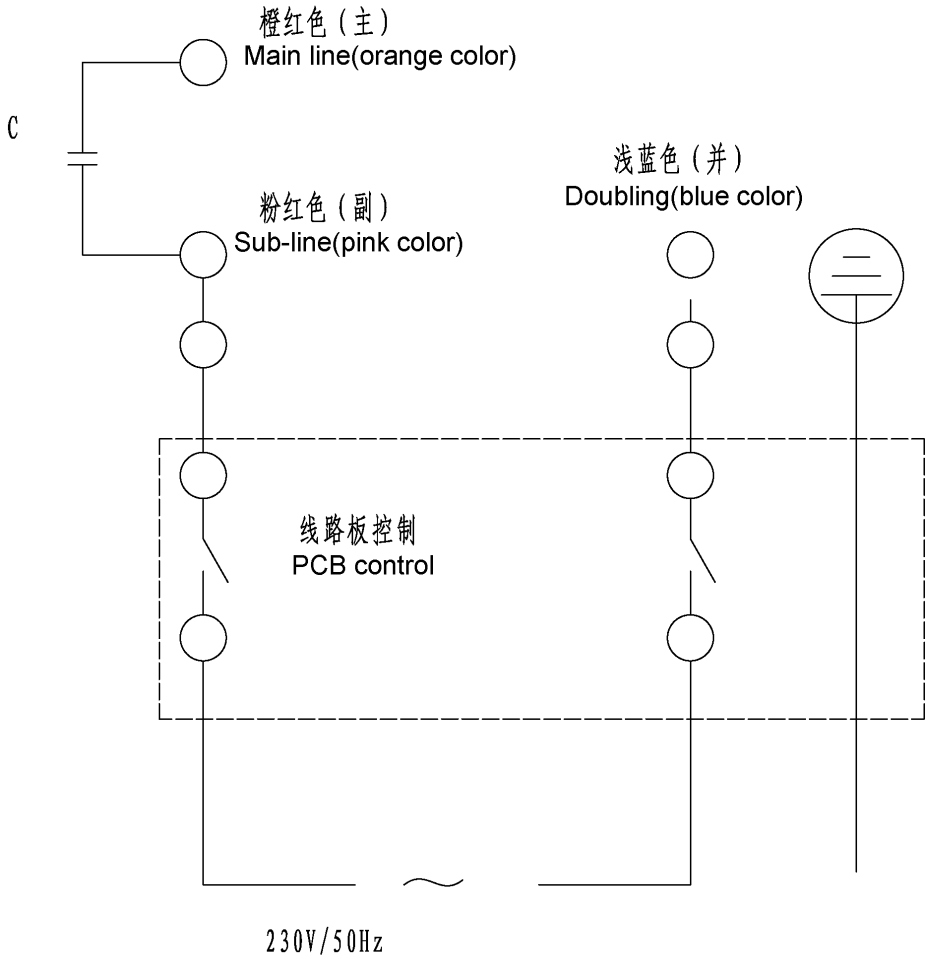 橙红色（主）
Main line(orange color)
C
浅蓝色（并）
Doubling(blue color)
粉红色（副）
Sub-line(pink color)
线路板控制
PCB control
230V/50Hz